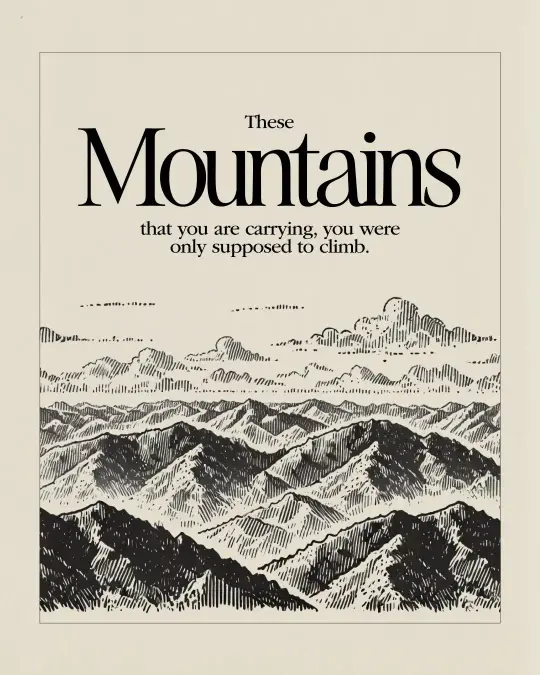 These
Mountains
that you are carrying, you were
only supposed to climb.